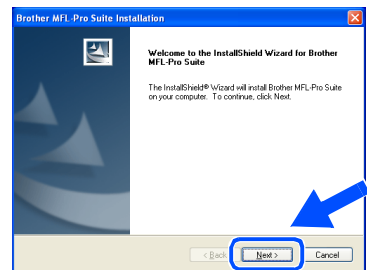 Brother MFL-Pro Suite Installation
Welcome to the InstallShield Wizard for Brother
MFL-Pro Suite
The InstallShield® Wizard will install Brother MFL-Pro Suite
on your computer. To continue, click Next.
< Back
Next >
Cancel